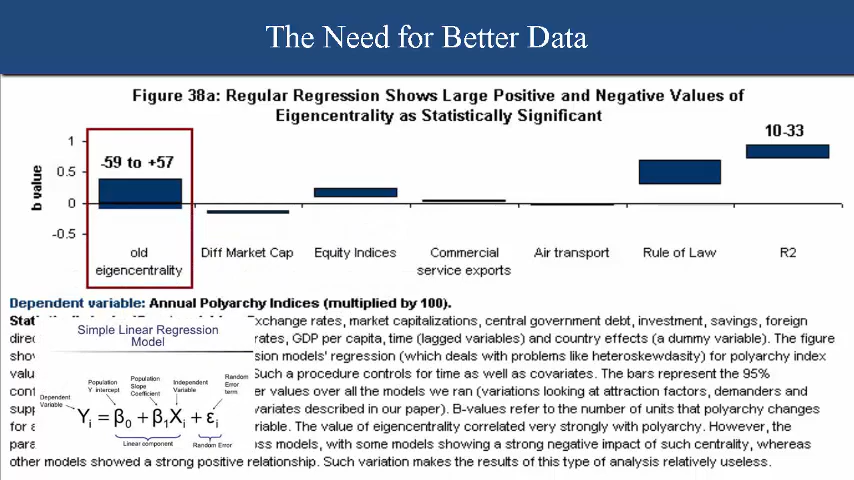 The Need for Better Data
Figure 38a: Regular Regression Shows Large Positive and Negative Values of
Eigencentrality as Statistically Significant
10-33
1
-59 to +57
0.5
b value
0
-0.5
old
eigencentrality
Diff Market Cap
Equity Indices
Commercial
service exports
Air transport
Rule of Law
R2
Dependent variable: Annual Polyarchy Indices (multiplied by 100).
Exchange rates, market capitalizations, central government debt, investment, savings, foreign
rates, GDP per capita, time (lagged variables) and country effects (a dummy variable). The figure
sion models' regression (which deals with problems like heteroskewdasity) for polyarchy index
Such a procedure controls for time as well as covariates. The bars represent the 95%
er values over all the models we ran (variations looking at attraction factors, demanders and
variates described in our paper). B-values refer to the number of units that polyarchy changes
for a riable. The value of eigencentrality correlated very strongly with polyarchy. However, the
para oss models, with some models showing a strong negative impact of such centrality, whereas
other models showed a strong positive relationship. Such variation makes the results of this type of analysis relatively useless.
Simple Linear Regression
Model
Dependent
Variable
Population
Y intercept
Population
Slope
Coefficient
Independent
Variable
Random
Error
term
Yi = β0 + β1Xi + εi
Linear component
Random Error